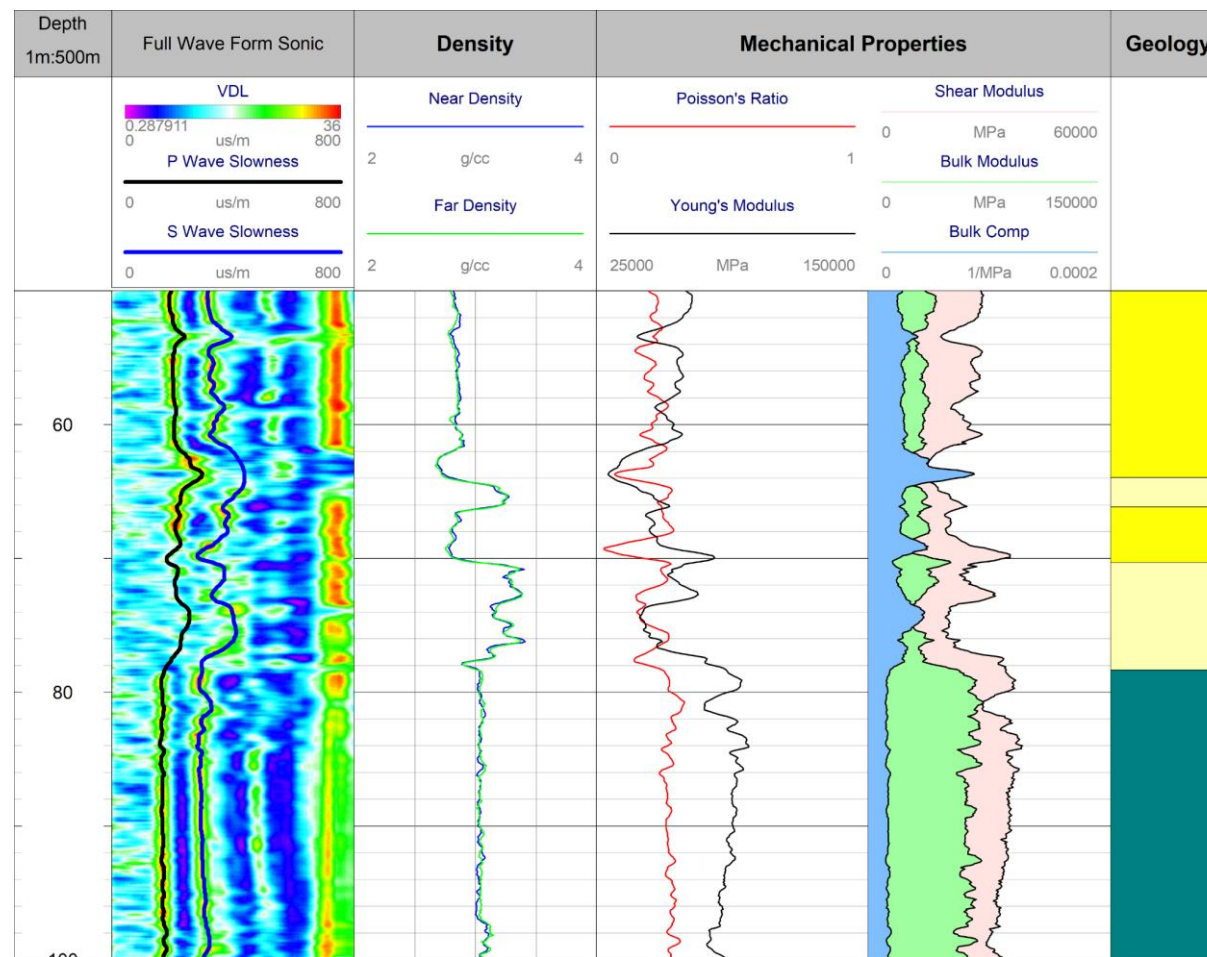 Depth
1m:500m
Full Wave Form Sonic
Density
Mechanical Properties
Geology
VDL
0.287911 36
0 us/m 800
P Wave Slowness
0 us/m 800
S Wave Slowness
0 us/m 800
Near Density
2 g/cc 4
Far Density
2 g/cc 4
Poisson's Ratio
0 1
Young's Modulus
25000 MPa 150000
Shear Modulus
0 MPa 60000
Bulk Modulus
0 MPa 150000
Bulk Comp
0 1/MPa 0.0002
60
80
100